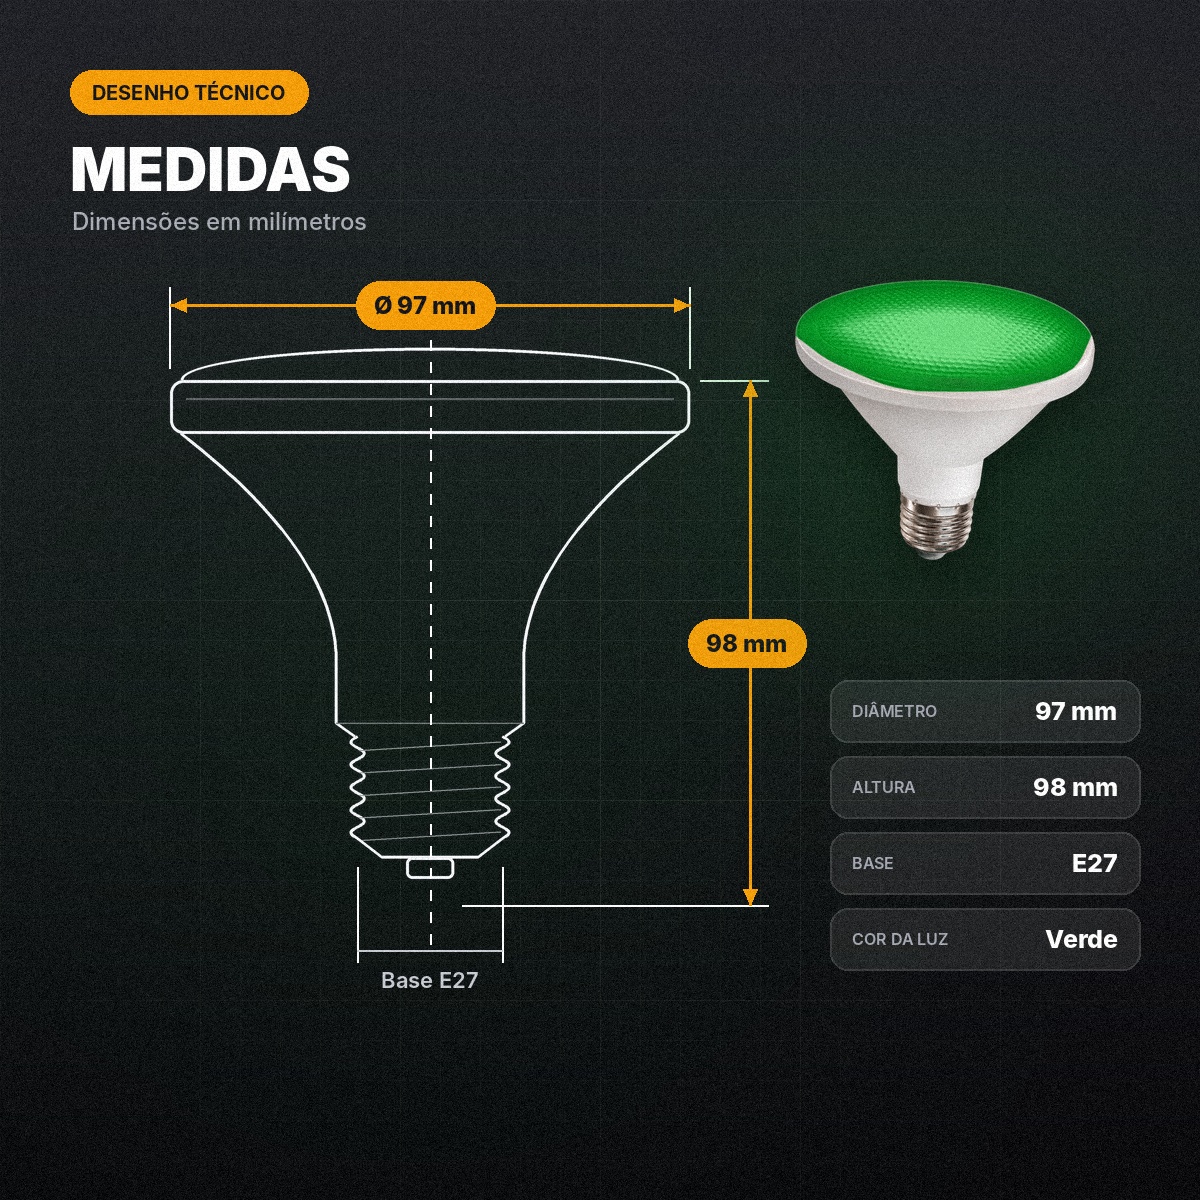 DESENHO TÉCNICO
MEDIDAS
Dimensões em milímetros
Ø 97 mm
98 mm
DIÂMETRO 97 mm
ALTURA 98 mm
BASE E27
COR DA LUZ Verde
Base E27